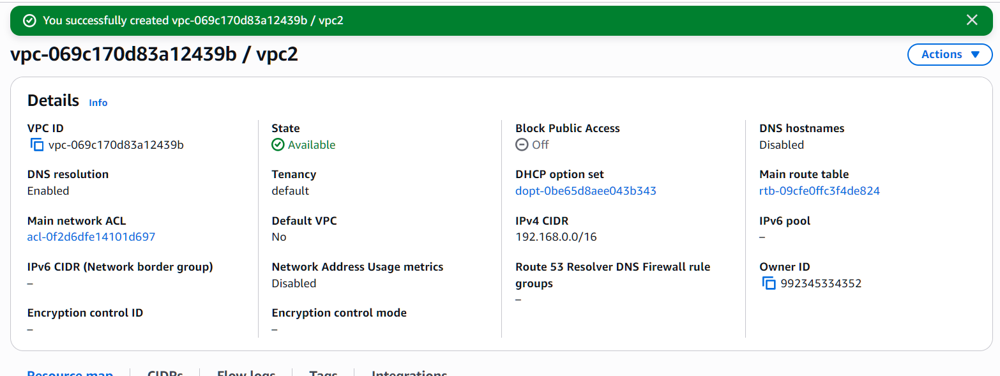 You successfully created vpc-069c170d83a12439b / vpc2
vpc-069c170d83a12439b / vpc2
Actions
Details Info
VPC ID
vpc-069c170d83a12439b
State
Available
Block Public Access
Off
DNS hostnames
Disabled
DNS resolution
Enabled
Tenancy
default
DHCP option set
dopt-0be65d8aee043b343
Main route table
rtb-09cfe0ffc3f4de824
Main network ACL
acl-0f2d6dfe14101d697
Default VPC
No
IPv4 CIDR
192.168.0.0/16
IPv6 pool
–
IPv6 CIDR (Network border group)
–
Network Address Usage metrics
Disabled
Route 53 Resolver DNS Firewall rule
groups
–
Owner ID
992345334352
Encryption control ID
–
Encryption control mode
–
Resource map CIDRs Flow logs Tags Integrations